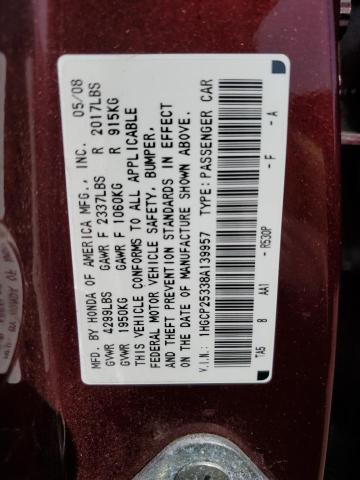 MFD. BY HONDA OF AMERICA MFG., INC. 05/08
GVWR 4299LBS GAWR F 2337LBS R 2017LBS
GVWR 1950KG GAWR F 1060KG R 915KG
THIS VEHICLE CONFORMS TO ALL APPLICABLE
FEDERAL MOTOR VEHICLE SAFETY, BUMPER,
AND THEFT PREVENTION STANDARDS IN EFFECT
ON THE DATE OF MANUFACTURE SHOWN ABOVE.
V.I.N.: 1HGCP25338A139957 TYPE: PASSENGER CAR
TA5 8 AA1 - R530P - F - A